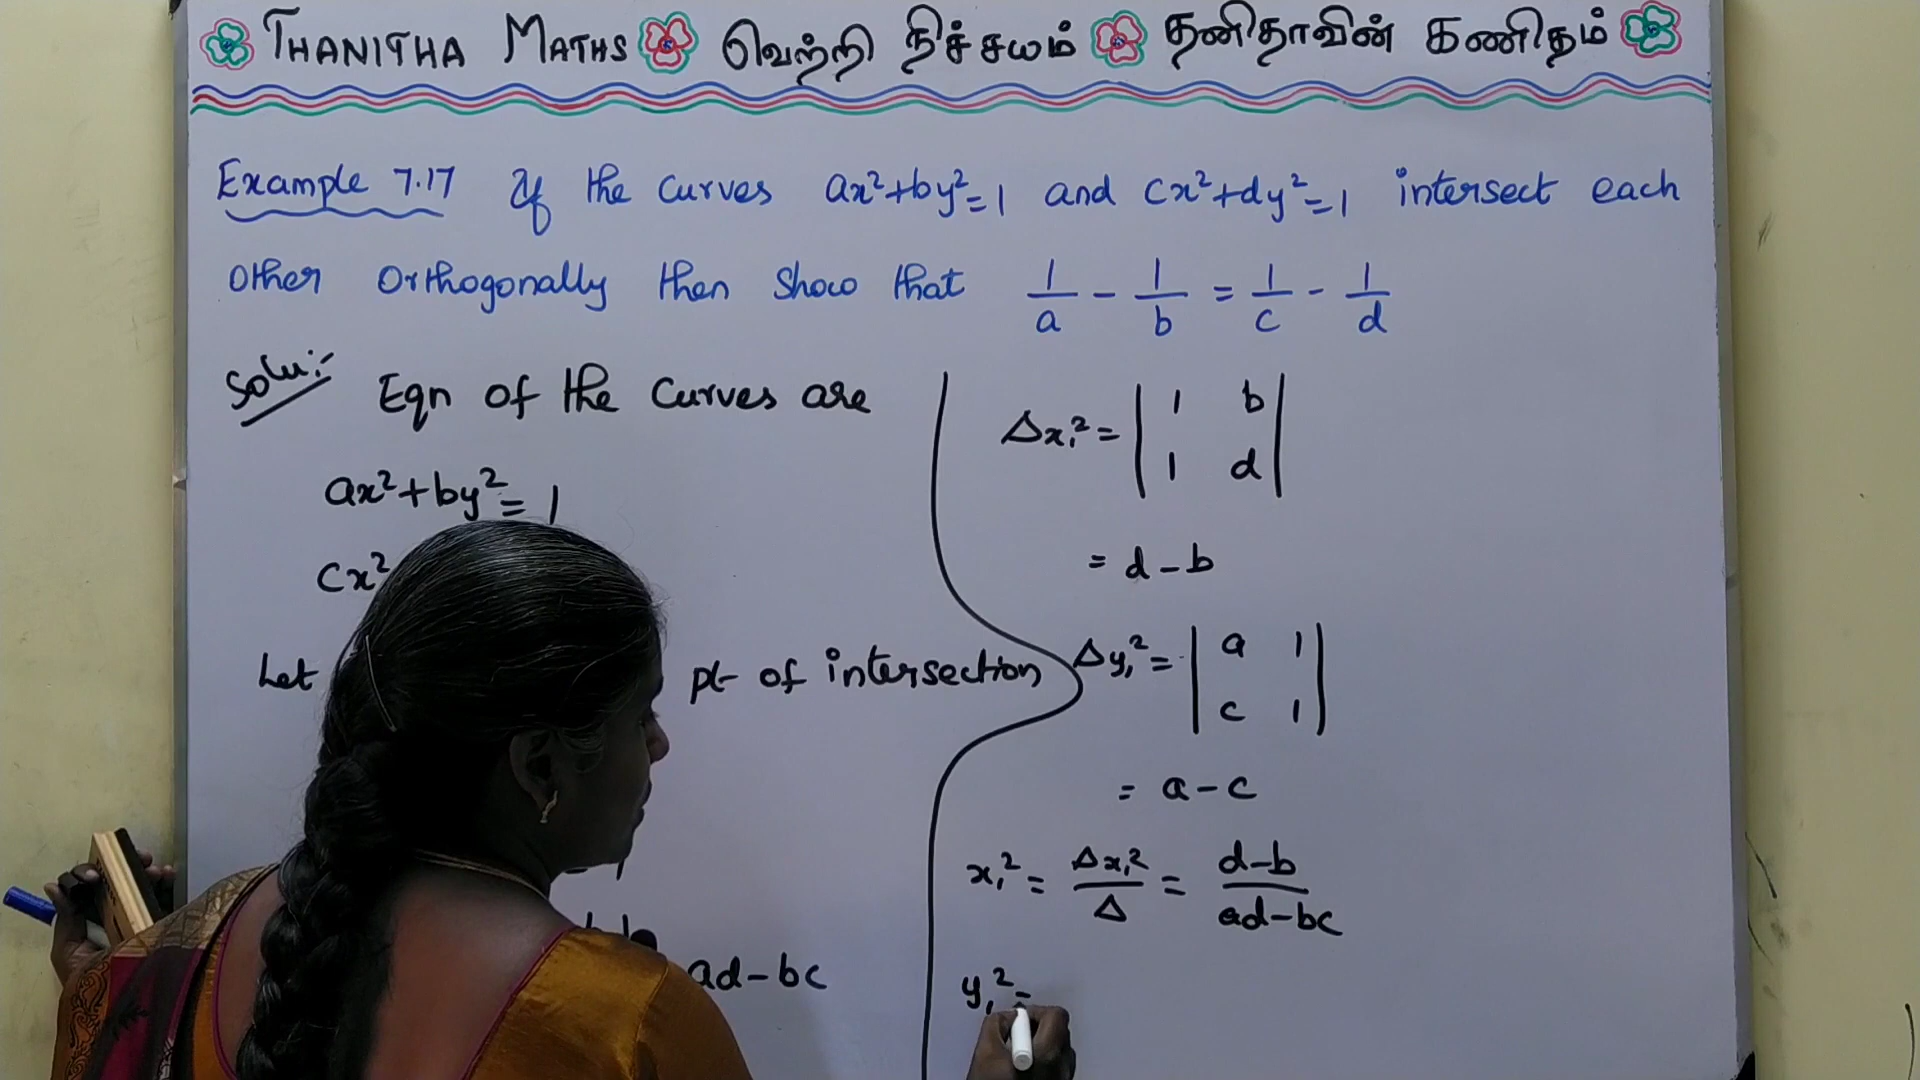 THANITHA MATHS வெற்றி நிச்சயம் தனிதாவின் கணிதம்
Example 7.17 If the curves ax²+by²=1 and cx²+dy²=1 intersect each
other orthogonally then show that 1/a - 1/b = 1/c - 1/d
Solu:-
Eqn of the curves are
ax²+by²=1
cx²
Let
pt of intersection
ad-bc
Δx₁² = | 1 b |
| 1 d |
= d-b
Δy₁² = | a 1 |
| c 1 |
= a-c
x₁² = Δx₁²/Δ = d-b/ad-bc
y₁² =